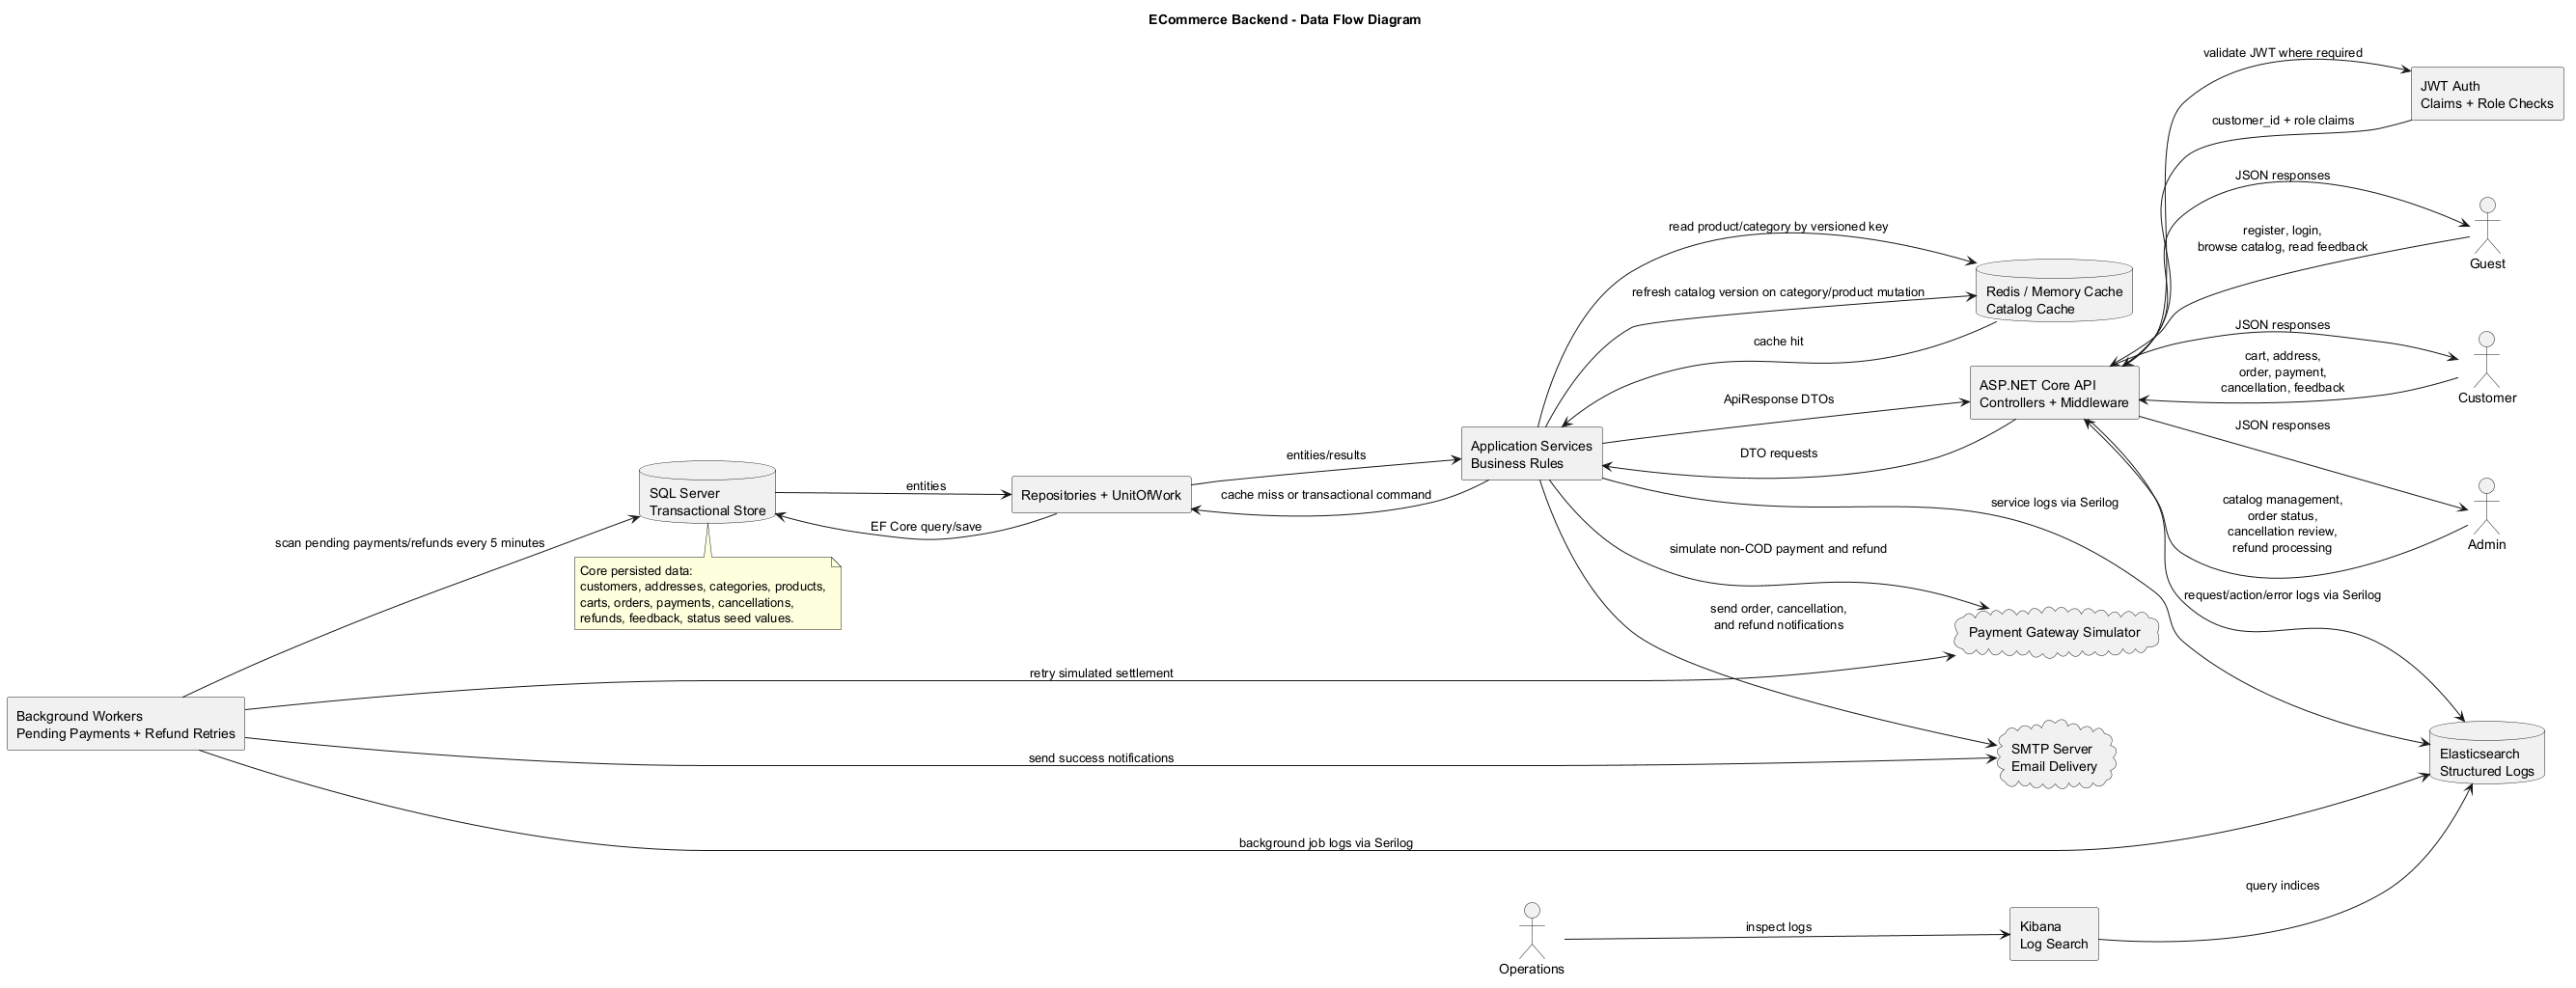 ECommerce Backend - Data Flow Diagram
validate JWT where required
JWT Auth
Claims + Role Checks
customer_id + role claims
JSON responses
register, login,
browse catalog, read feedback
Guest
read product/category by versioned key
Redis / Memory Cache
Catalog Cache
refresh catalog version on category/product mutation
cache hit
JSON responses
cart, address,
order, payment,
cancellation, feedback
Customer
ASP.NET Core API
Controllers + Middleware
ApiResponse DTOs
DTO requests
JSON responses
Application Services
Business Rules
entities/results
cache miss or transactional command
SQL Server
Transactional Store
entities
Repositories + UnitOfWork
EF Core query/save
service logs via Serilog
catalog management,
order status,
cancellation review,
refund processing
Admin
scan pending payments/refunds every 5 minutes
Core persisted data:
customers, addresses, categories, products,
carts, orders, payments, cancellations,
refunds, feedback, status seed values.
simulate non-COD payment and refund
request/action/error logs via Serilog
send order, cancellation,
and refund notifications
Payment Gateway Simulator
retry simulated settlement
Background Workers
Pending Payments + Refund Retries
send success notifications
SMTP Server
Email Delivery
Elasticsearch
Structured Logs
background job logs via Serilog
query indices
inspect logs
Kibana
Log Search
Operations